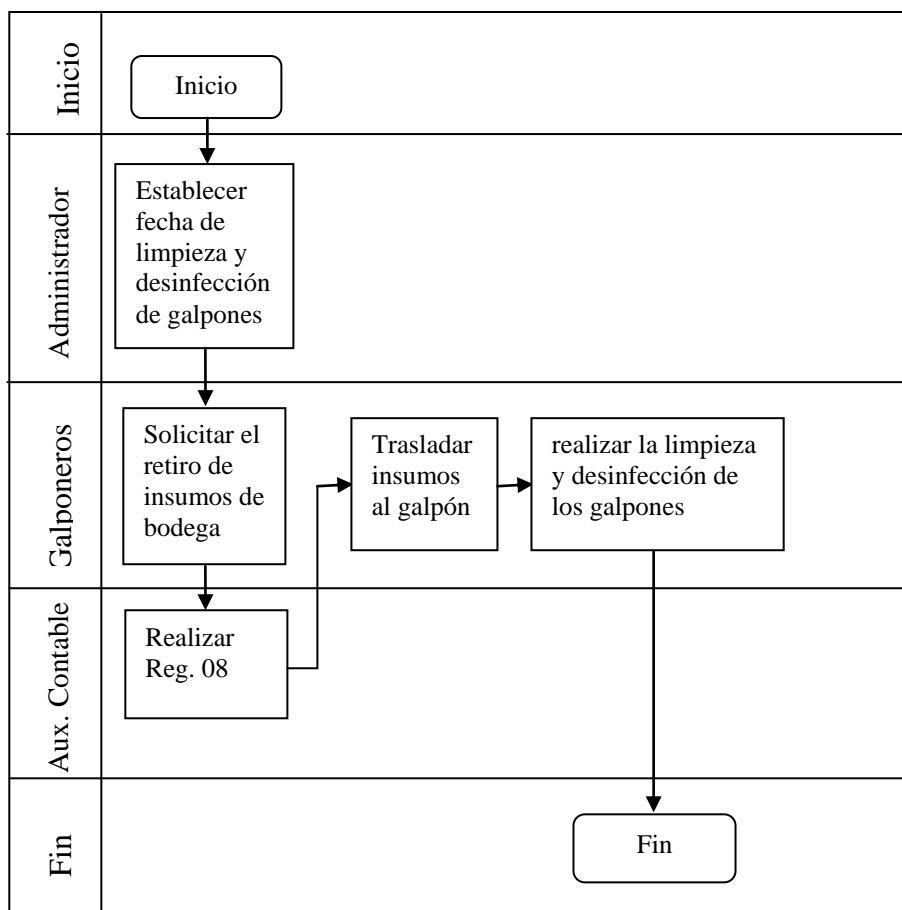 Inicio
Inicio
Administrador
Establecer
fecha de
limpieza y
desinfección
de galpones
Galponeros
Solicitar el
retiro de
insumos de
bodega
Trasladar
insumos
al galpón
realizar la limpieza
y desinfección de
los galpones
Aux. Contable
Realizar
Reg. 08
Fin
Fin